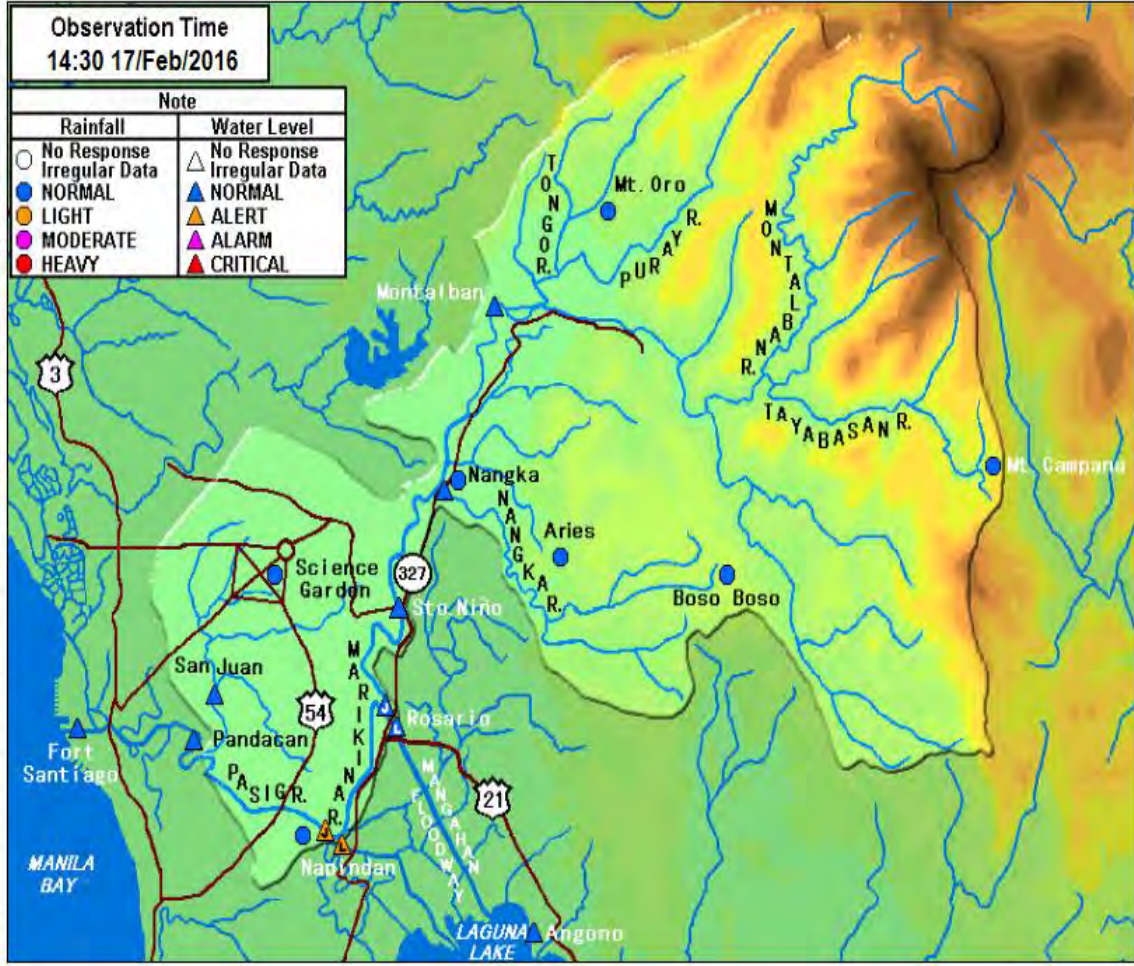 Observation Time
14:30 17/Feb/2016
Note
Rainfall
Water Level
No Response
Irregular Data
No Response
Irregular Data
NORMAL
NORMAL
LIGHT
ALERT
MODERATE
ALARM
HEAVY
CRITICAL
TONGOR.
Mt. Oro
PURAY R.
MONTALBAN R.
Montalban
3
TAYABASAN R.
Mt. Campana
Nangka
NANGKA R.
Aries
Science
Garden
327
Boso Boso
Sto Niño
MARIKINA R.
San Juan
54
J
Rosario
L
Fort
Santiago
Pandacan
PASIG R.
MANGAHAN
FLOODWAY
21
J
L
Napindan
MANILA
BAY
LAGUNA
LAKE
Angono